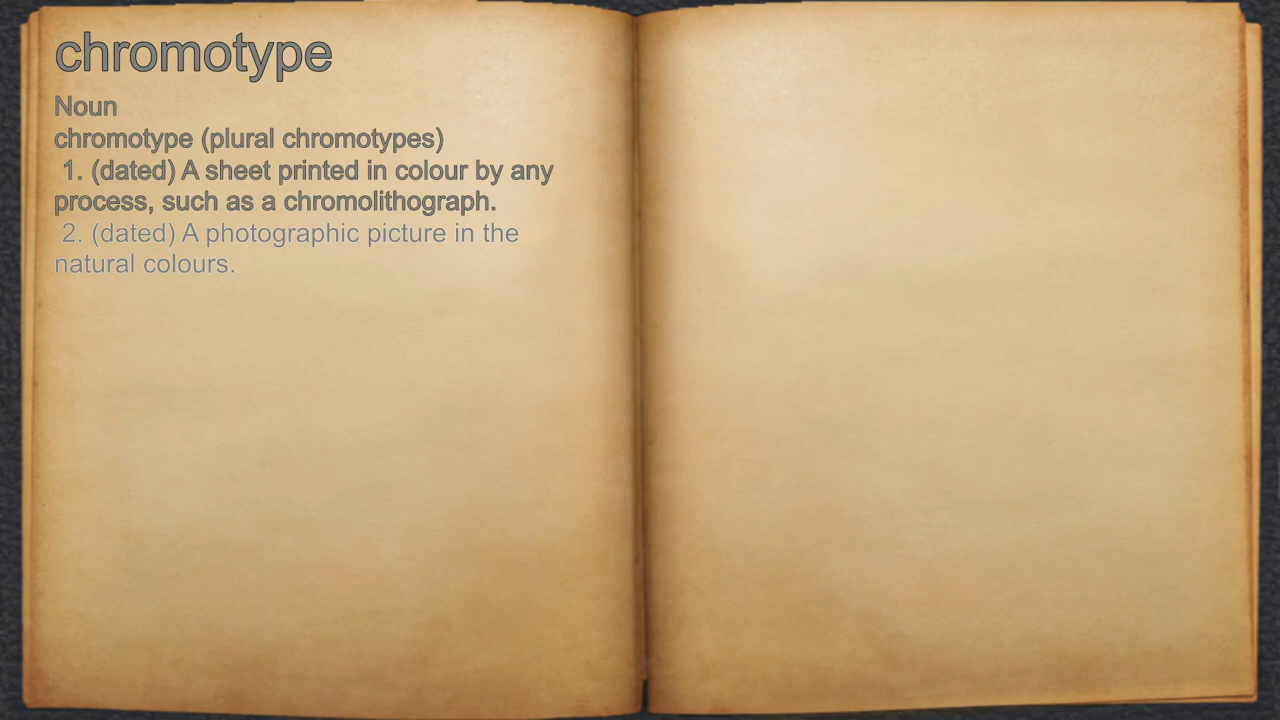 chromotype
Noun
chromotype (plural chromotypes)
1. (dated) A sheet printed in colour by any
process, such as a chromolithograph.
2. (dated) A photographic picture in the
natural colours.